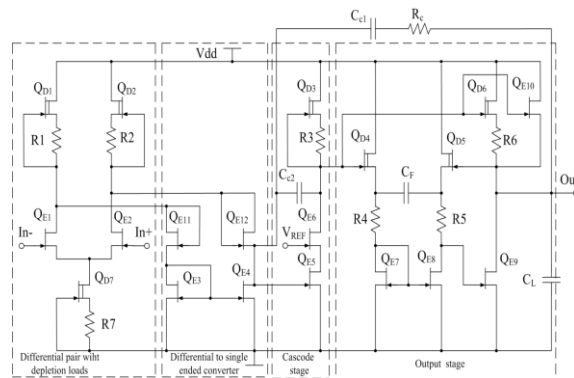 Cc1
Rc
Vdd
QD1
QD2
R1
R2
QE1
QE2
In-
In+
QD7
R7
Differential pair wiht
depletion loads
QE11
QE12
QE3
QE4
Differential to single
ended converter
QD3
R3
Cc2
QE6
VREF
QE5
Cascode
stage
QD4
QD5
QD6
QE10
R6
CF
R4
R5
QE7
QE8
QE9
CL
Output stage
Ou